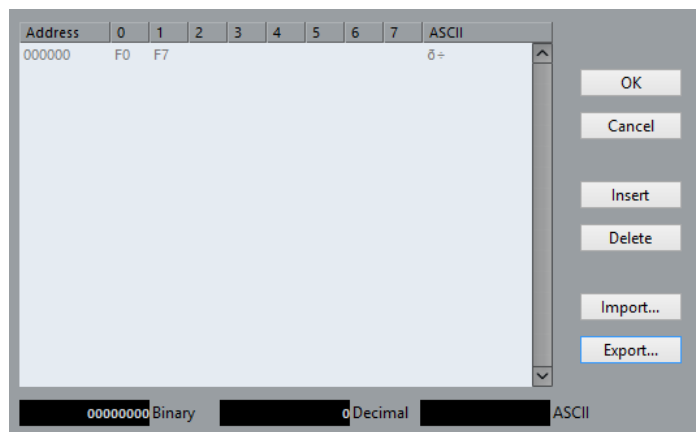 Address 0 1 2 3 4 5 6 7 ASCII
000000 F0 F7 ð÷
OK
Cancel
Insert
Delete
Import...
Export...
00000000 Binary 0 Decimal ASCII